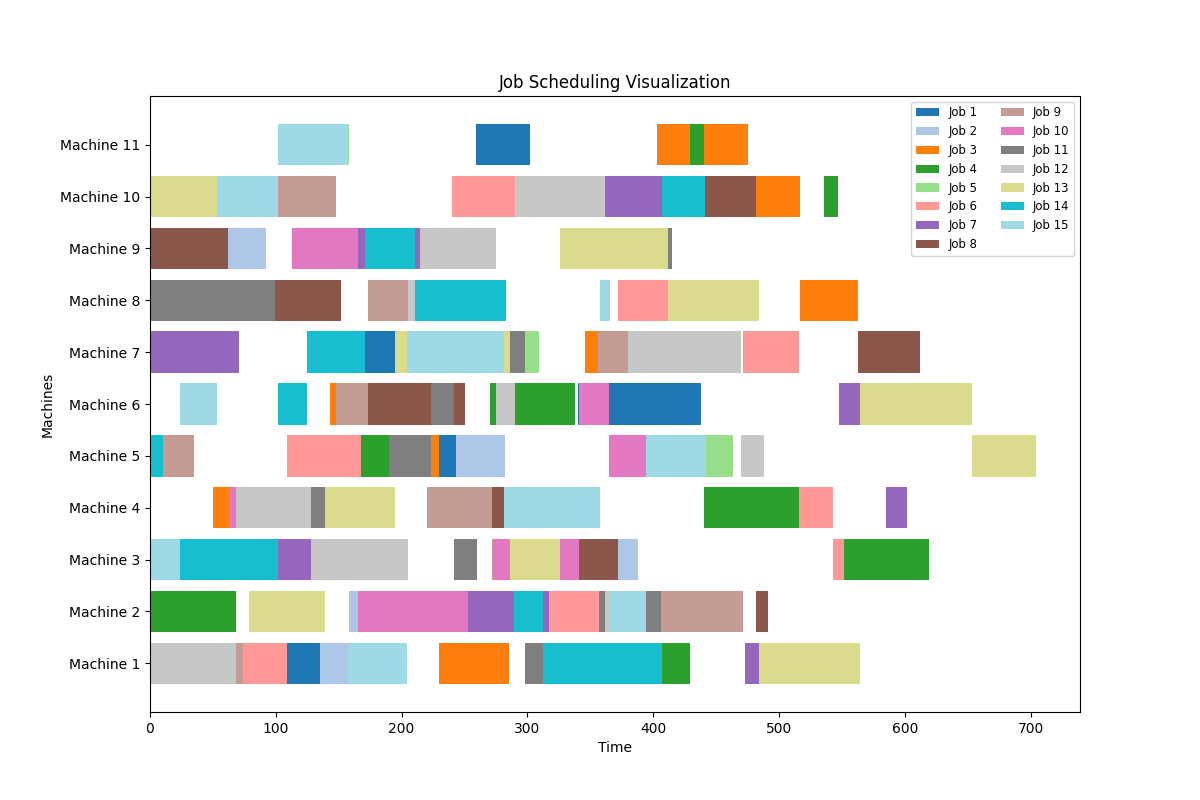 Job Scheduling Visualization
Machine 11
Machine 10
Machine 9
Machine 8
Machine 7
Machine 6
Machine 5
Machine 4
Machine 3
Machine 2
Machine 1
Machines
0 100 200 300 400 500 600 700
Time
Job 1
Job 2
Job 3
Job 4
Job 5
Job 6
Job 7
Job 8
Job 9
Job 10
Job 11
Job 12
Job 13
Job 14
Job 15